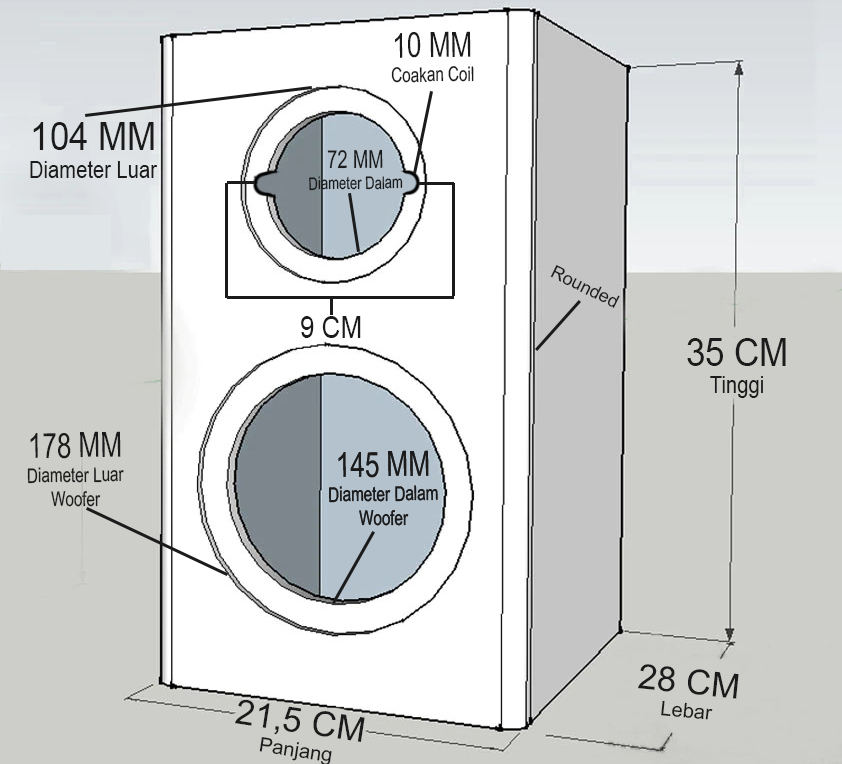 10 MM
Coakan Coil
104 MM
Diameter Luar
72 MM
Diameter Dalam
Rounded
9 CM
35 CM
Tinggi
178 MM
Diameter Luar
Woofer
145 MM
Diameter Dalam
Woofer
28 CM
Lebar
21,5 CM
Panjang